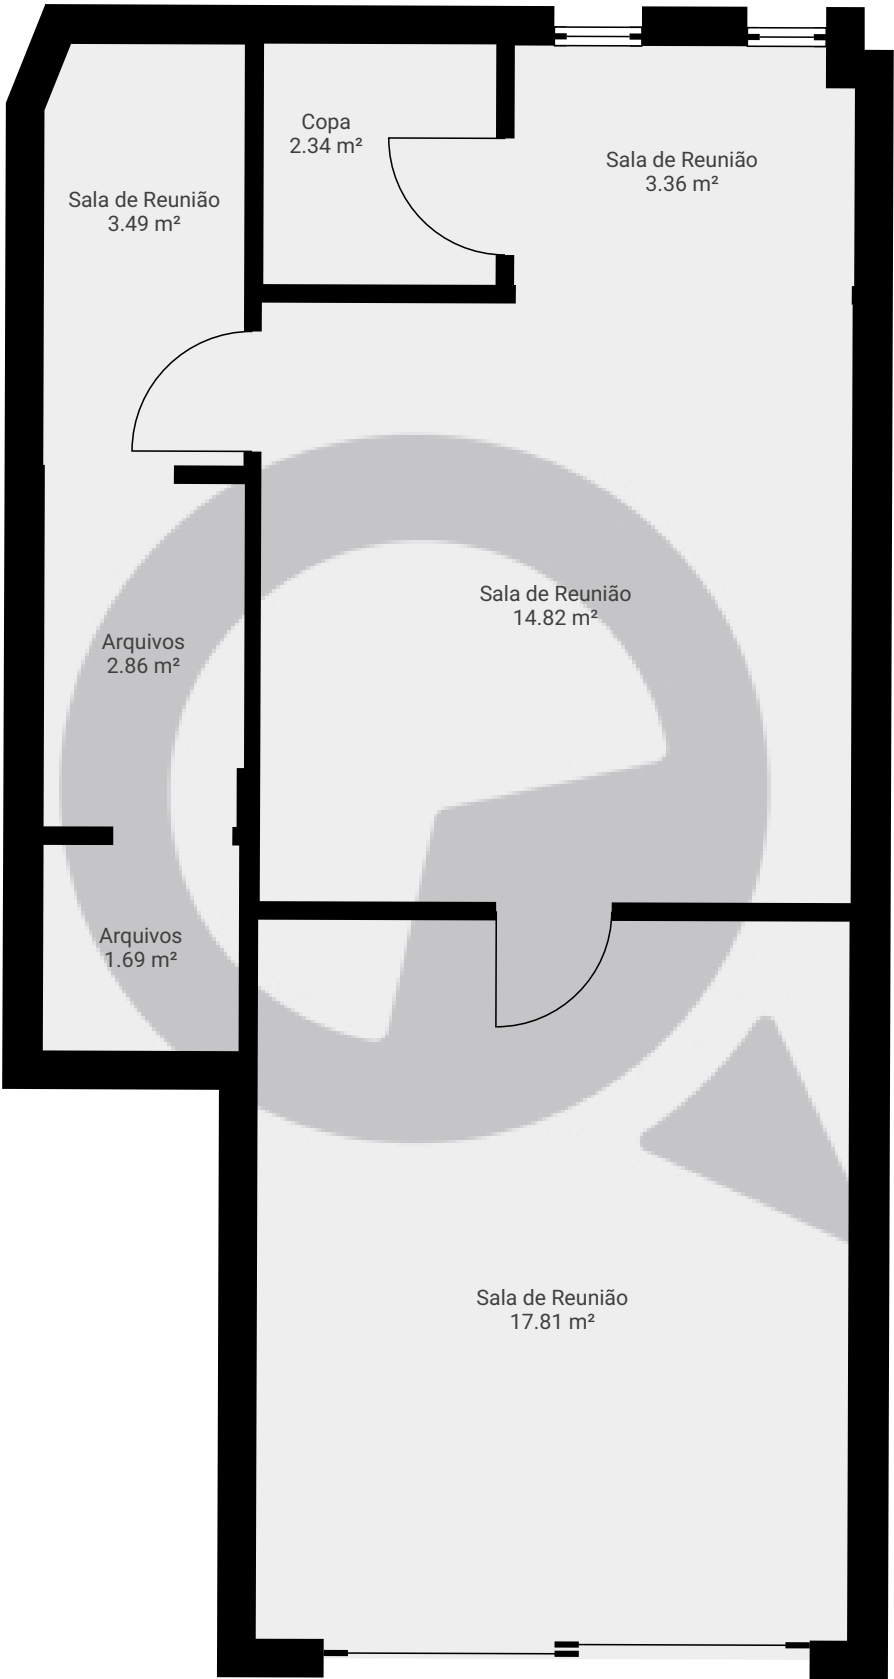 Copa
2.34 m²
Sala de Reunião
3.36 m²
Sala de Reunião
3.49 m²
Sala de Reunião
14.82 m²
Arquivos
2.86 m²
Arquivos
1.69 m²
Sala de Reunião
17.81 m²